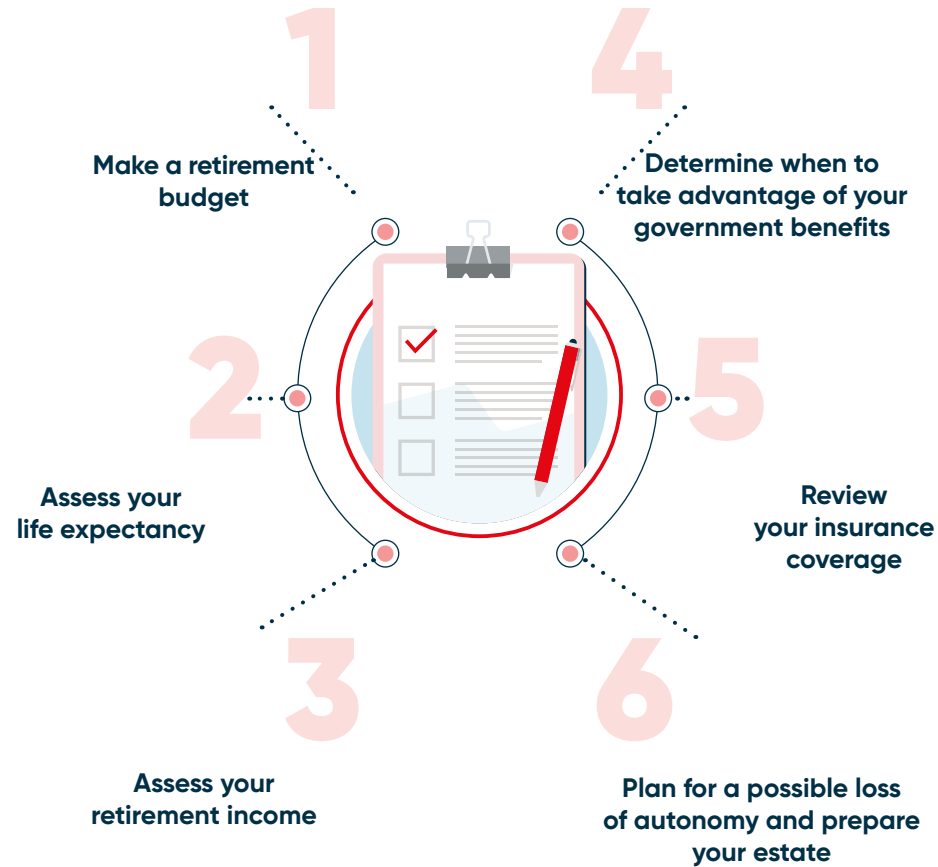 1
Make a retirement
budget
2
Assess your
life expectancy
3
Assess your
retirement income
4
Determine when to
take advantage of your
government benefits
5
Review
your insurance
coverage
6
Plan for a possible loss
of autonomy and prepare
your estate